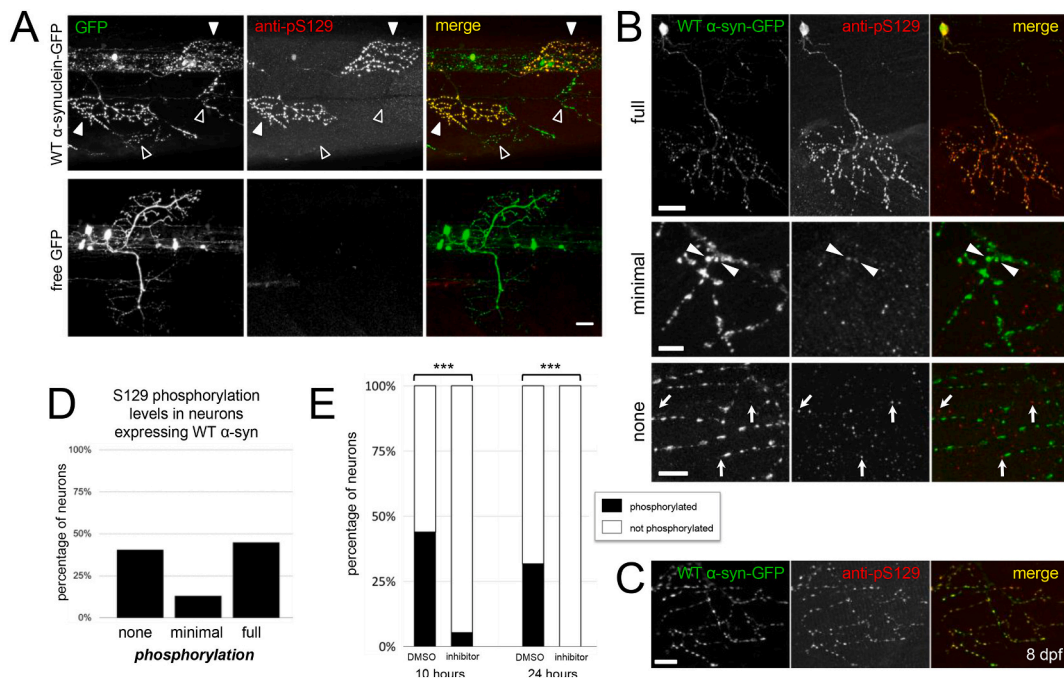 A
GFP
anti-pS129
merge
WT α-synuclein-GFP
free GFP
B
WT α-syn-GFP
anti-pS129
merge
full
minimal
none
D
S129 phosphorylation
levels in neurons
expressing WT α-syn
percentage of neurons
100%
75%
50%
25%
0%
none minimal full
phosphorylation
E
***
***
percentage of neurons
100%
75%
50%
25%
0%
DMSO inhibitor DMSO inhibitor
10 hours 24 hours
phosphorylated
not phosphorylated
C
WT α-syn-GFP
anti-pS129
merge
8 dpf